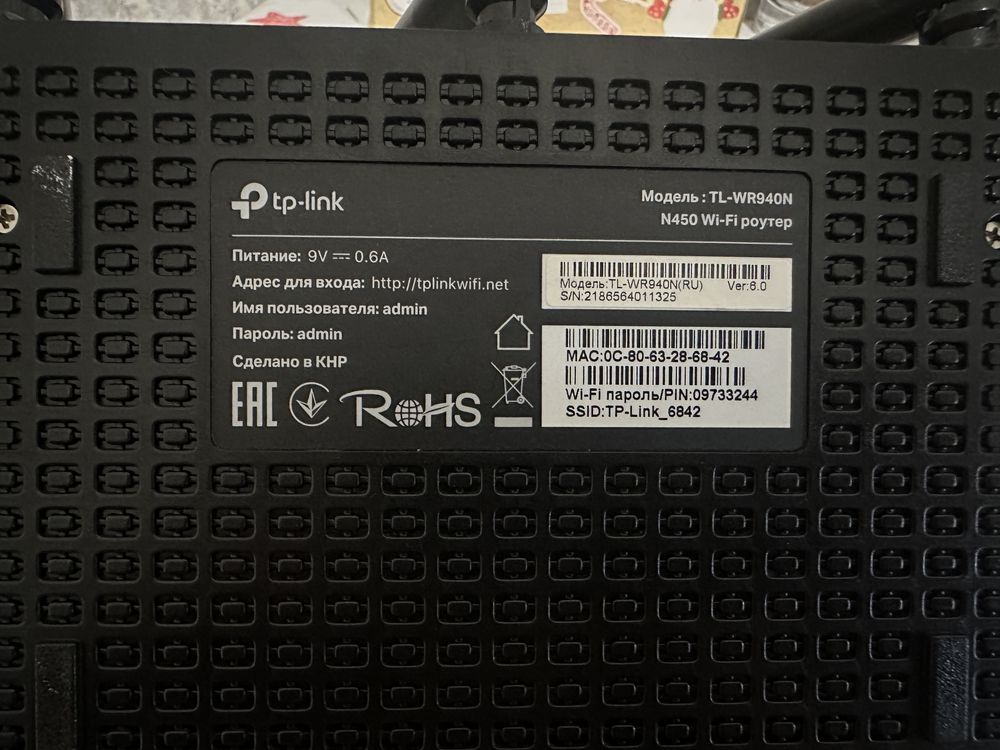 tp-link
Модель : TL-WR940N
N450 Wi-Fi роутер
Питание: 9V ⎓ 0.6A
Адрес для входа: http://tplinkwifi.net
Имя пользователя: admin
Пароль: admin
Сделано в КНР
EAC
RoHS
Модель:TL-WR940N(RU) Ver:6.0
S/N:2186564011325
MAC:0C-80-63-28-68-42
Wi-Fi пароль/PIN:09733244
SSID:TP-Link_6842